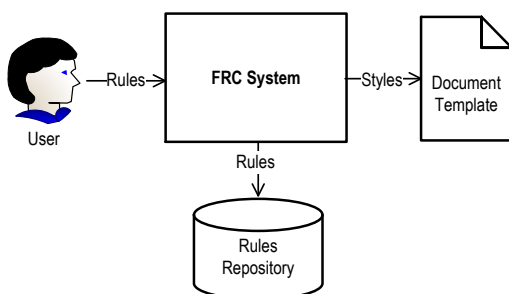 Rules
FRC System
Styles
Document
Template
User
Rules
Rules
Repository